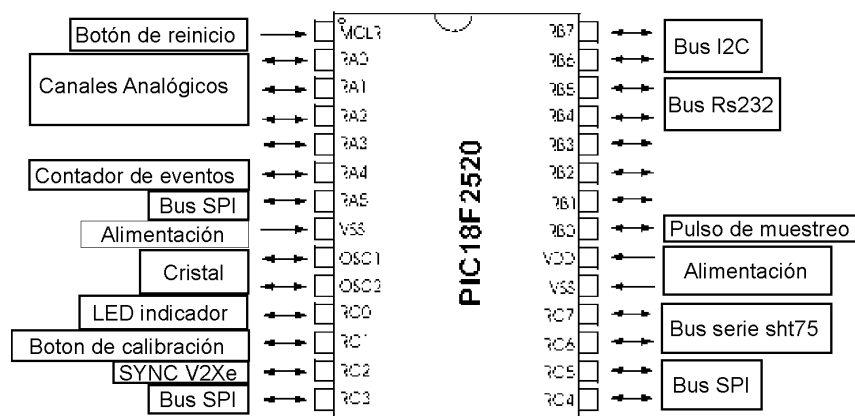 Botón de reinicio
Canales Analógicos
Contador de eventos
Bus SPI
Alimentación
Cristal
LED indicador
Boton de calibración
SYNC V2Xe
Bus SPI
MCLR
RA0
RA1
RA2
RA3
RA4
RA5
VSS
OSC1
OSC2
RC0
RC1
RC2
RC3
PIC18F2520
RB7
RB6
RB5
RB4
RB3
RB2
RB1
RB0
VDD
VSS
RC7
RC6
RC5
RC4
Bus I2C
Bus Rs232
Pulso de muestreo
Alimentación
Bus serie sht75
Bus SPI